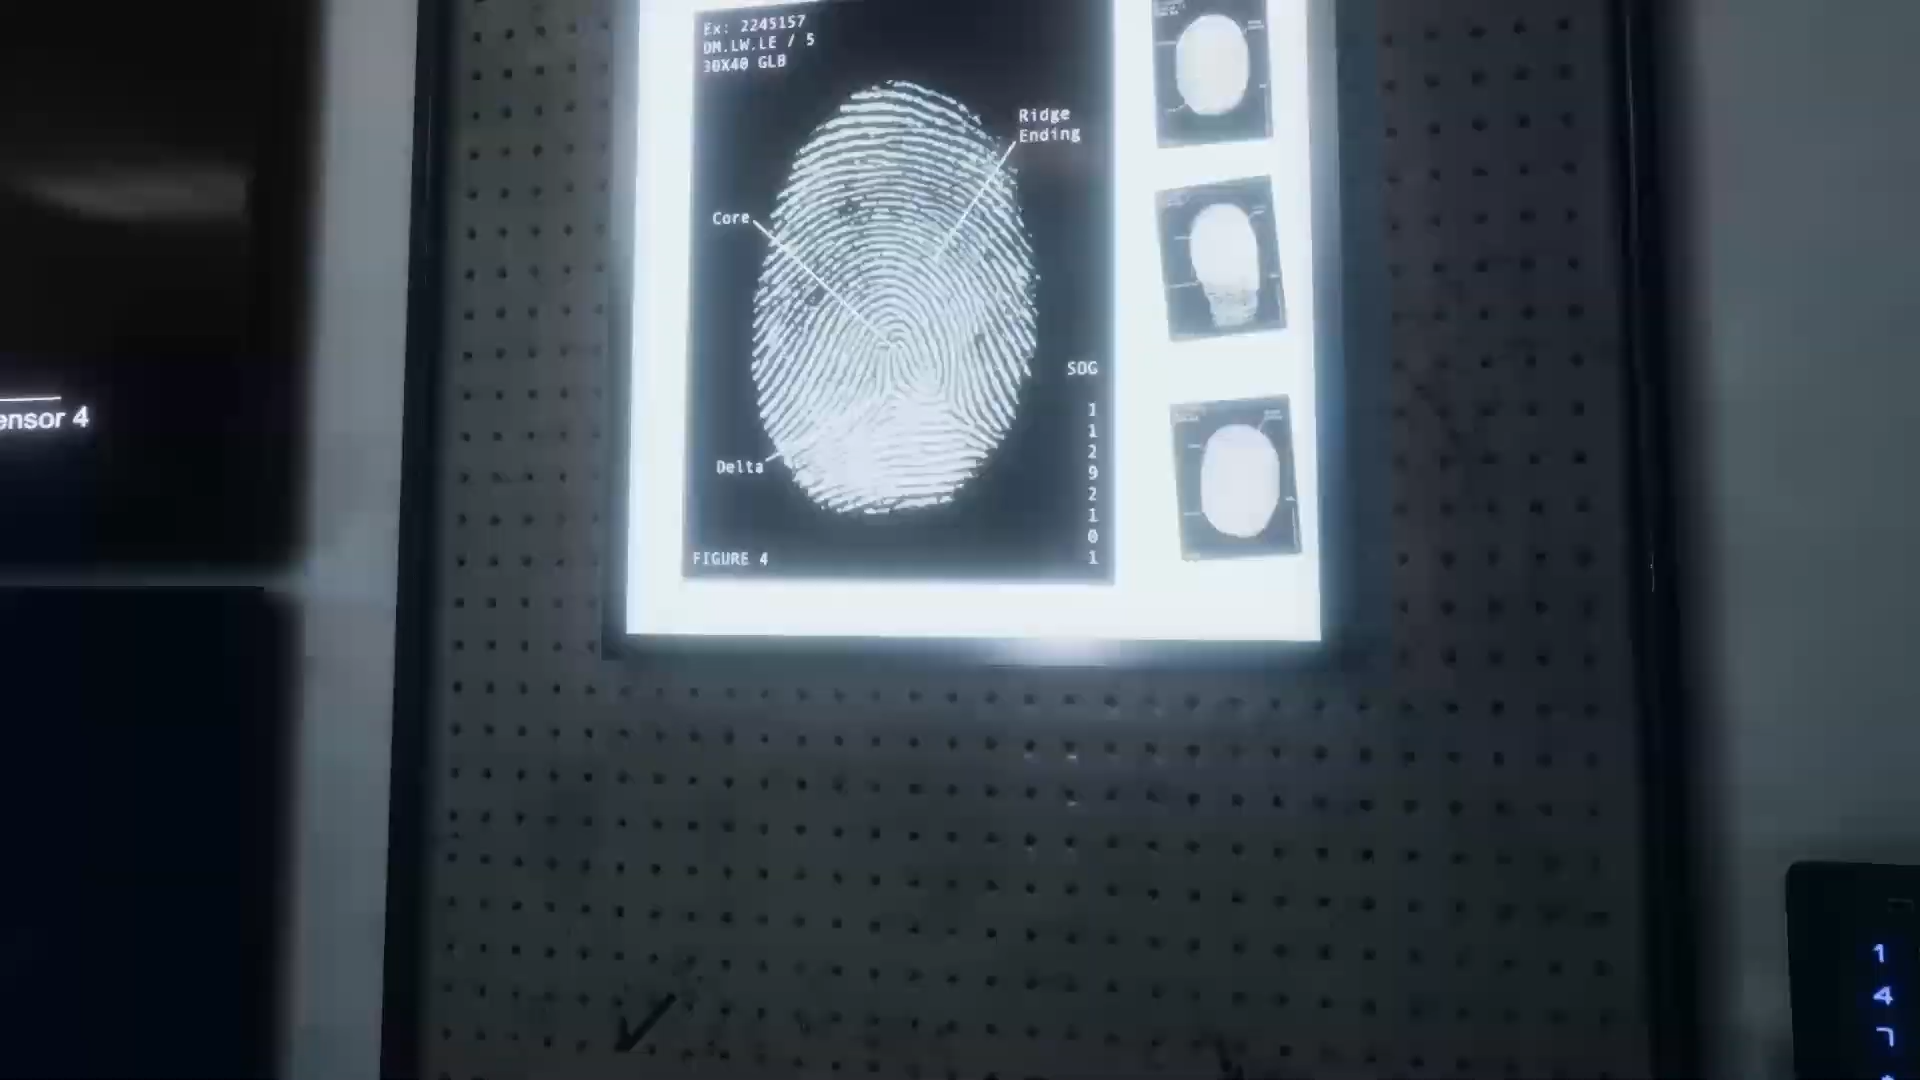 Ex: 2245157
DM.LW.LE / 5
30X40 GLB
Ridge
Ending
Core
ensor 4
SOG
1
1
2
9
2
1
0
1
Delta
FIGURE 4
1
4
7